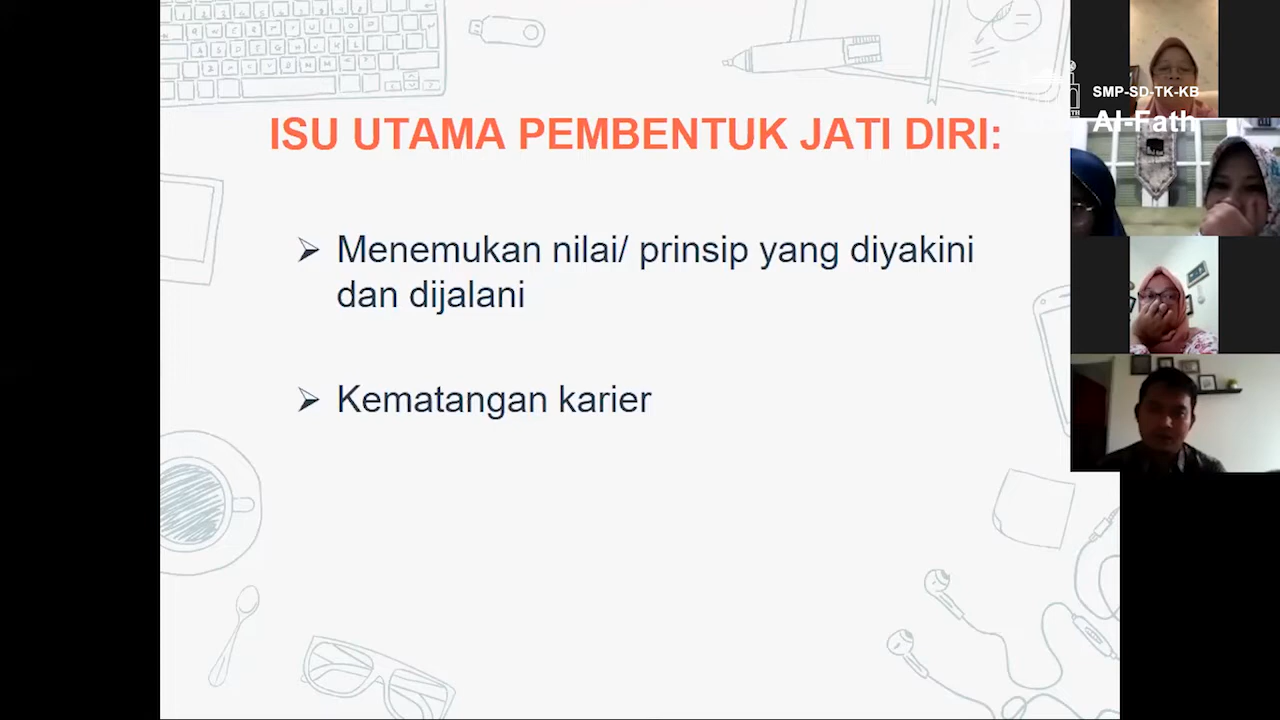 ISU UTAMA PEMBENTUK JATI DIRI:
Menemukan nilai/ prinsip yang diyakini
dan dijalani
Kematangan karier
SMP-SD-TK-KB
Al-Fath